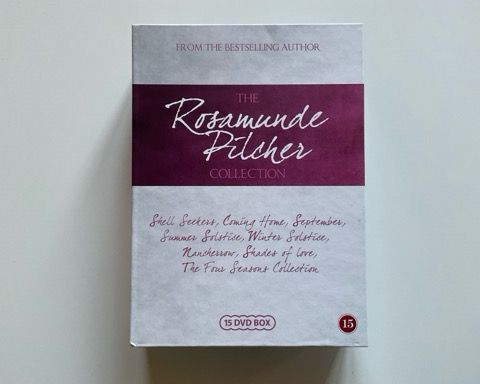 FROM THE BESTSELLING AUTHOR
THE
Rosamunde
Pilcher
COLLECTION
Shell Seekers, Coming Home, September,
Summer Solstice, Winter Solstice,
Nancherrow, Shades of love,
The Four Seasons Collection
15 DVD BOX
15